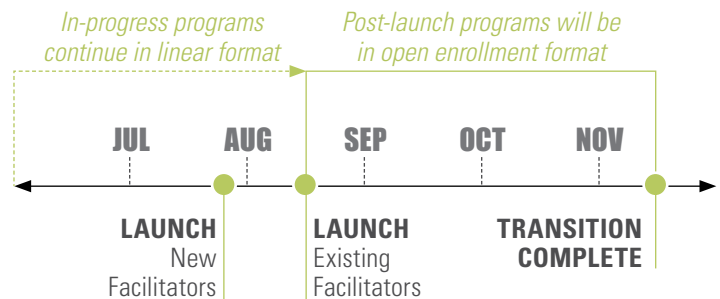 In-progress programs
continue in linear format
Post-launch programs will be
in open enrollment format
JUL AUG SEP OCT NOV
LAUNCH
New
Facilitators
LAUNCH
Existing
Facilitators
TRANSITION
COMPLETE